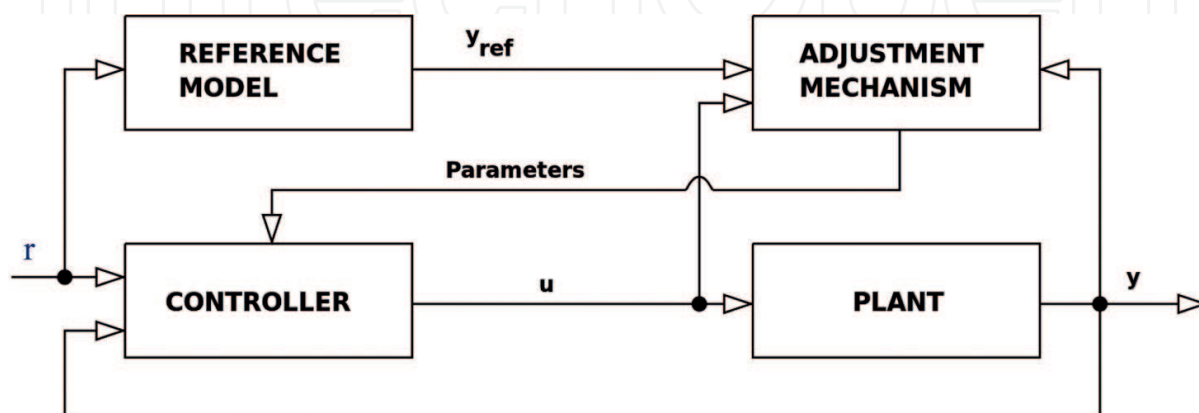 REFERENCE
MODEL
y_ref
ADJUSTMENT
MECHANISM
Parameters
r
CONTROLLER
u
PLANT
y